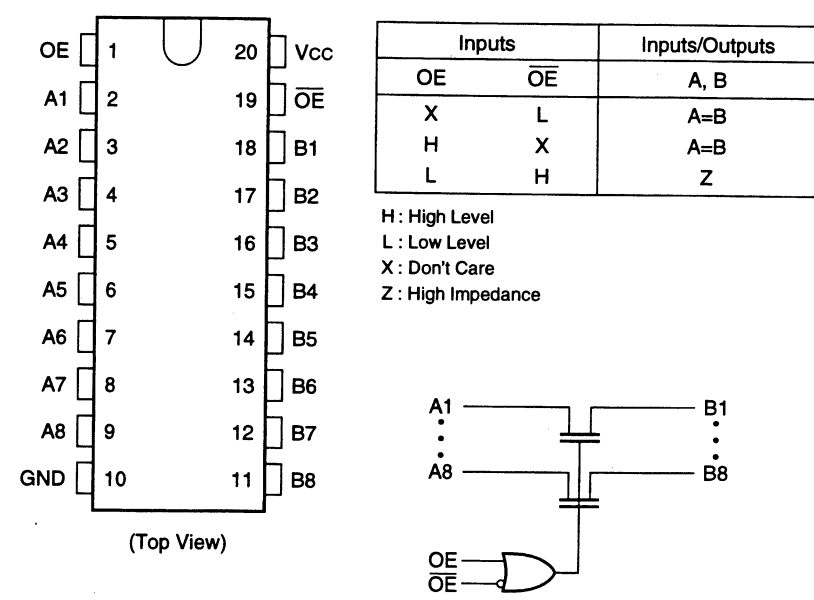 OE 1 20 Vcc
A1 2 19 O̅E̅
A2 3 18 B1
A3 4 17 B2
A4 5 16 B3
A5 6 15 B4
A6 7 14 B5
A7 8 13 B6
A8 9 12 B7
GND 10 11 B8
(Top View)
Inputs Inputs/Outputs
OE O̅E̅ A, B
X L A=B
H X A=B
L H Z
H : High Level
L : Low Level
X : Don't Care
Z : High Impedance
A1 B1
A8 B8
OE
O̅E̅